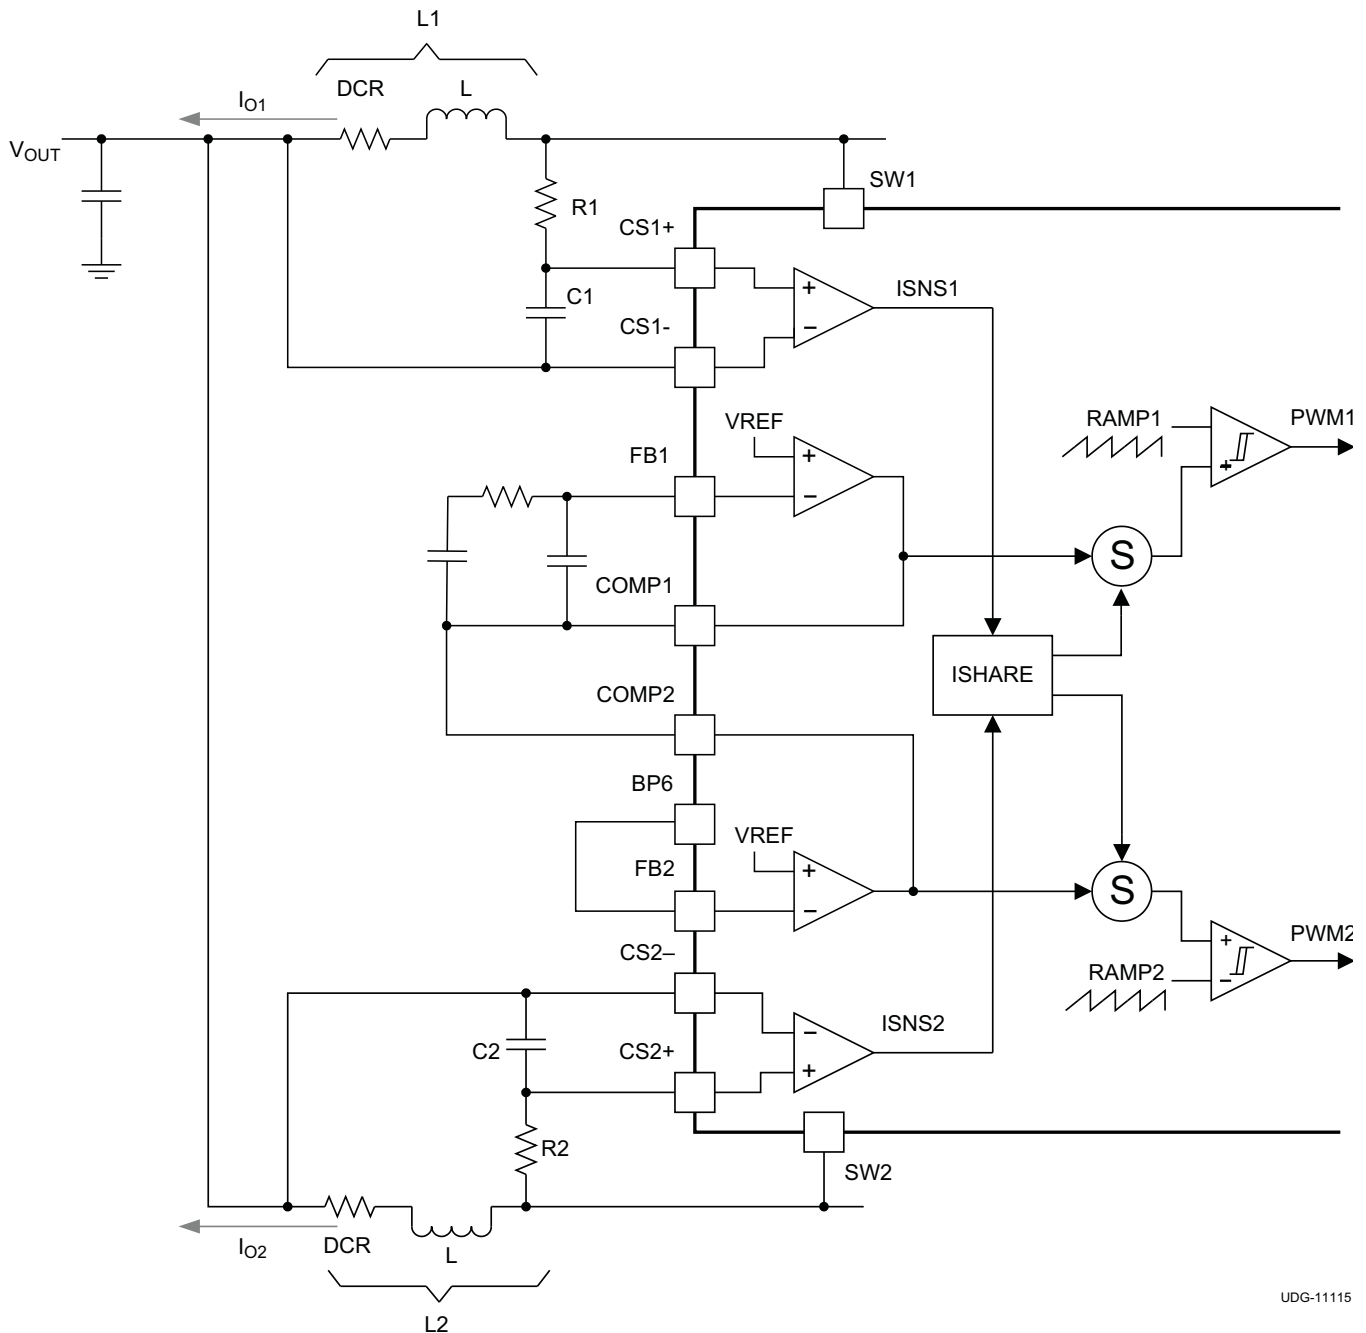 L1
DCR
L
IO1
VOUT
SW1
R1
CS1+
C1
ISNS1
+
−
CS1-
VREF
RAMP1
PWM1
FB1
+
−
+
S
COMP1
ISHARE
COMP2
BP6
VREF
FB2
+
−
S
CS2–
RAMP2
+
−
PWM2
ISNS2
C2
CS2+
−
+
R2
SW2
IO2
DCR
L
L2
UDG-11115